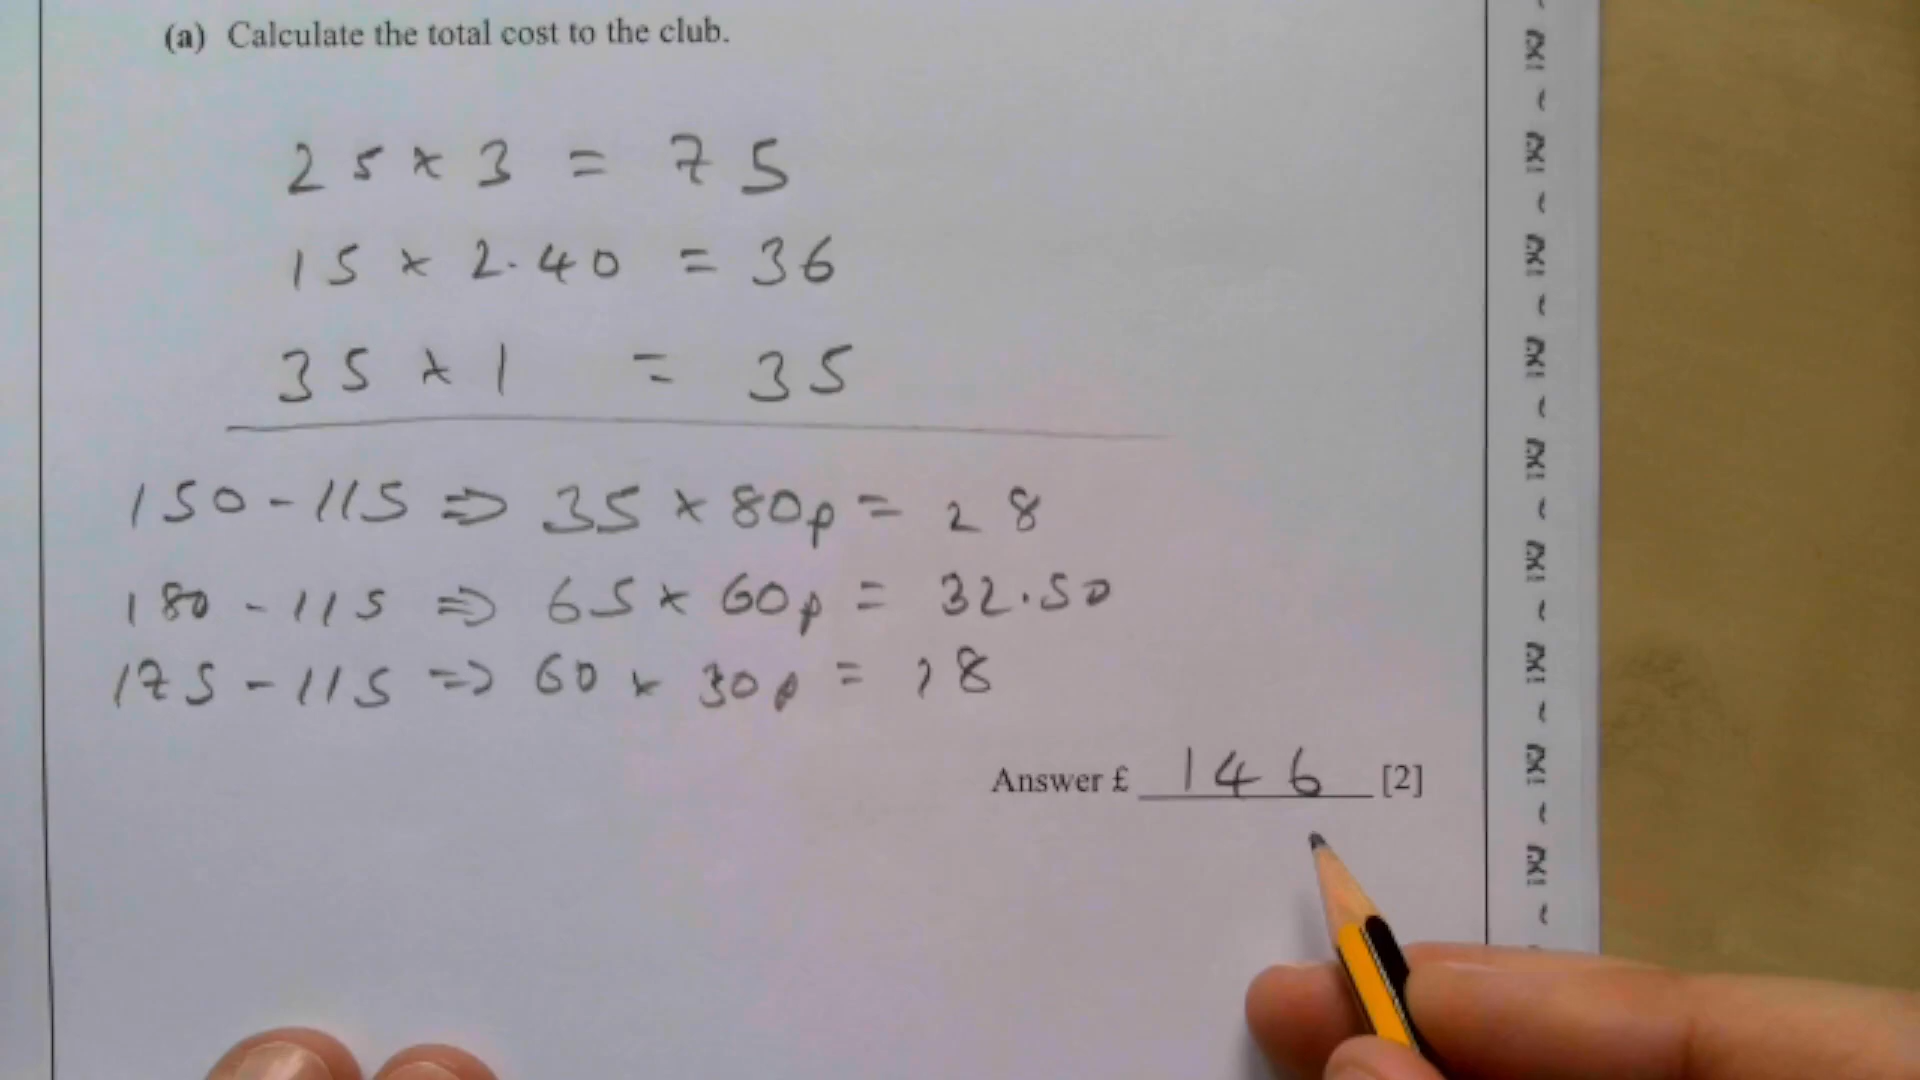 (a) Calculate the total cost to the club.
25 × 3 = 75
15 × 2.40 = 36
35 × 1 = 35
150 - 115 ⇒ 35 × 80p = 28
180 - 115 ⇒ 65 × 60p = 32.50
175 - 115 ⇒ 60 × 30p = 18
Answer £ 146 [2]